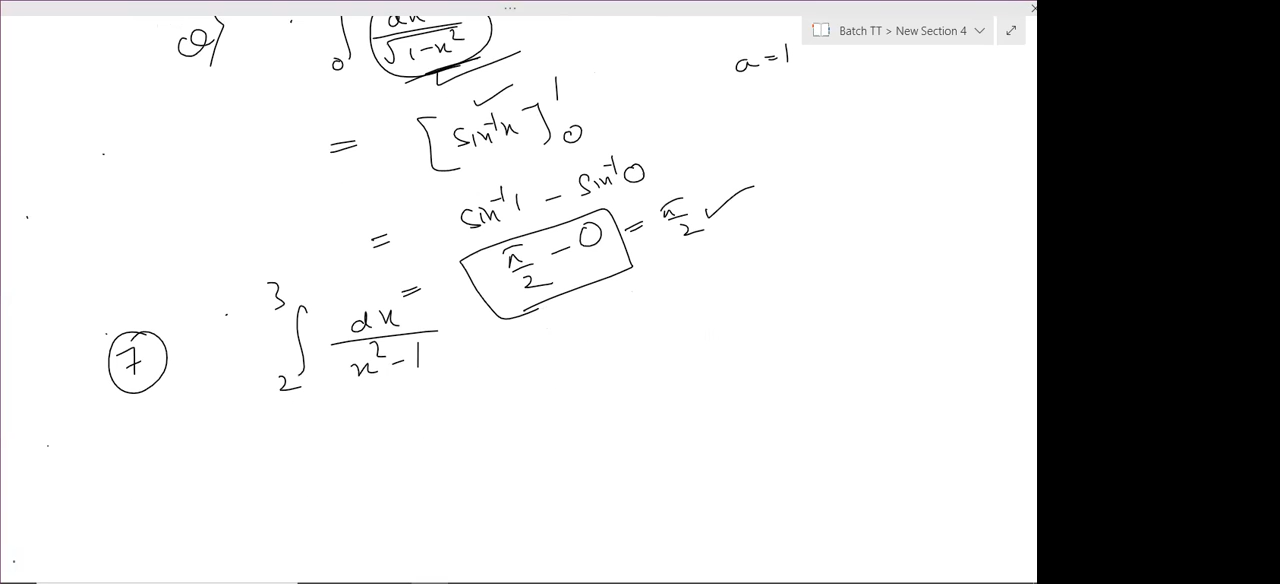 Batch TT > New Section 4
Q) ∫₀ dx/√(1-x²)
a=1
= [sin⁻¹x]₀¹
= sin⁻¹1 - sin⁻¹0
= π/2 - 0 = π/2 ✓
7 ∫₂³ dx/(x²-1)